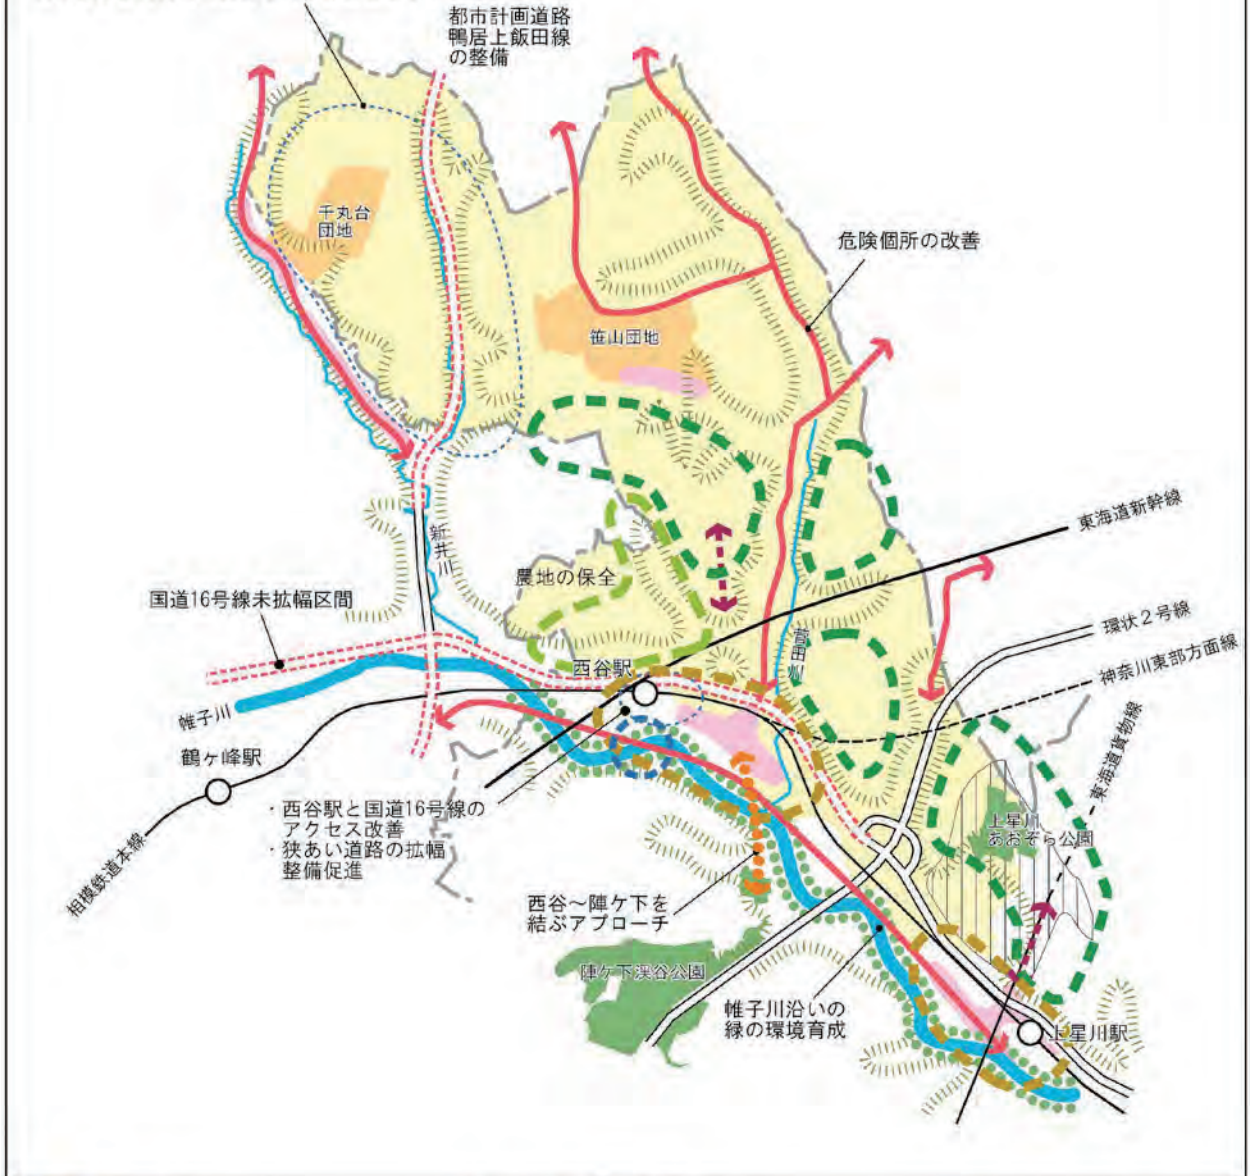 都市計画道路
鴨居上飯田線
の整備
千丸台
団地
危険個所の改善
笹山団地
東海道新幹線
新井川
農地の保全
国道16号線未拡幅区間
環状2号線
菅田川
西谷駅
神奈川東部方面線
帷子川
鶴ヶ峰駅
東海道貨物線
・西谷駅と国道16号線の
アクセス改善
・狭あい道路の拡幅
整備促進
上星川
あおぞら公園
相模鉄道本線
西谷～陣ケ下を
結ぶアプローチ
陣ケ下渓谷公園
帷子川沿いの
緑の環境育成
上星川駅